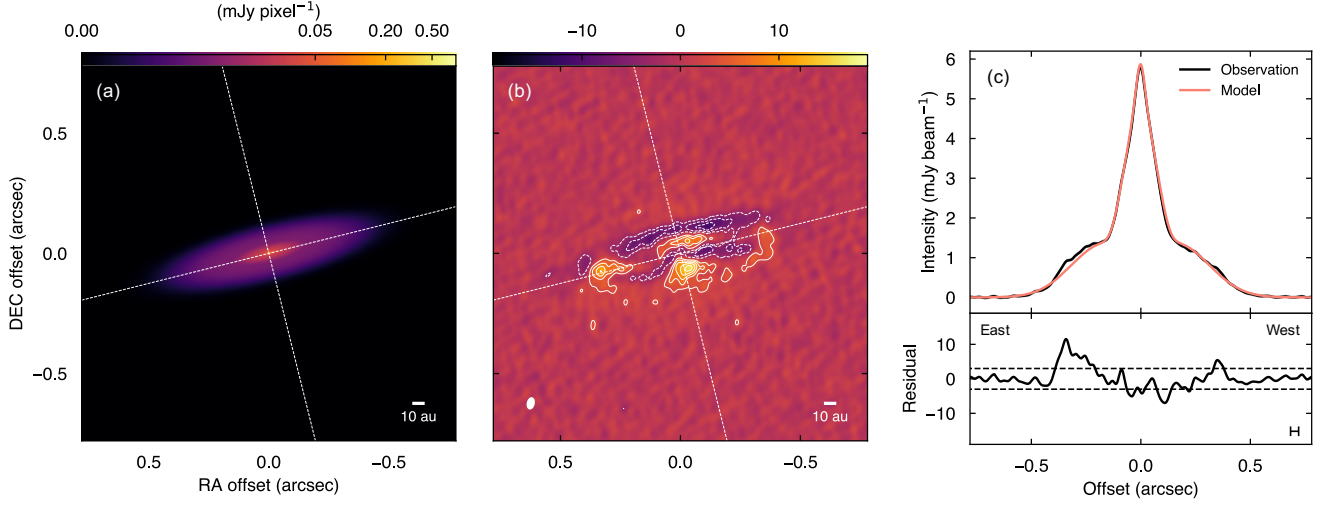 (mJy pixel⁻¹)
0.00 0.05 0.20 0.50
(a)
DEC offset (arcsec)
0.5
0.0
−0.5
10 au
0.5 0.0 −0.5
RA offset (arcsec)
−10 0 10
(b)
10 au
0.5 0.0 −0.5
(c)
Observation
Model
Intensity (mJy beam⁻¹)
6
5
4
3
2
1
0
East West
Residual
10
0
−10
−0.5 0.0 0.5
Offset (arcsec)